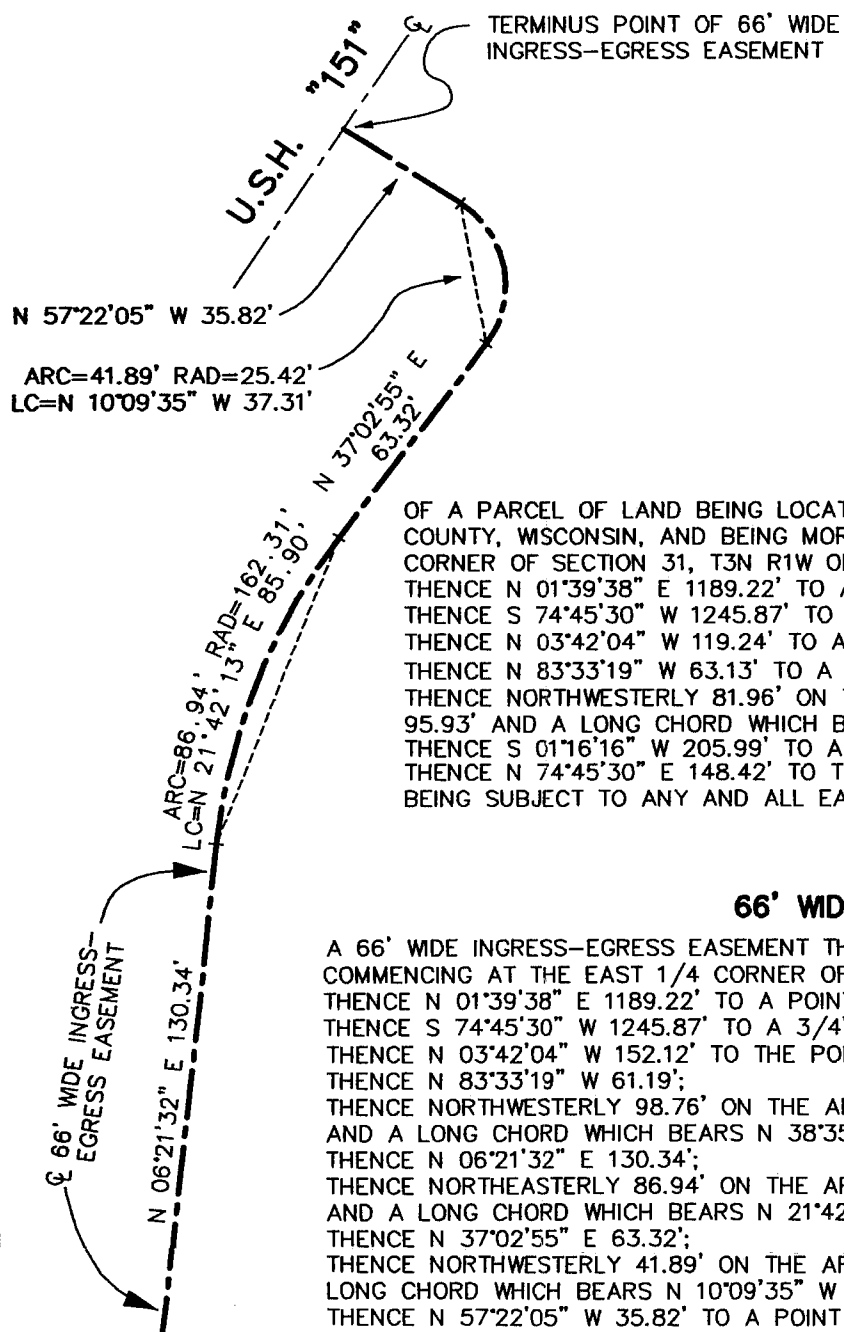 TERMINUS POINT OF 66' WIDE
INGRESS-EGRESS EASEMENT
℄
U.S.H. "151"
N 57°22'05" W 35.82'
ARC=41.89' RAD=25.42'
LC=N 10°09'35" W 37.31'
N 37°02'55" E
63.32'
ARC=86.94' RAD=162.31'
LC=N 21°42'13" E 85.90'
OF A PARCEL OF LAND BEING LOCAT
COUNTY, WISCONSIN, AND BEING MOR
CORNER OF SECTION 31, T3N R1W O
THENCE N 01°39'38" E 1189.22' TO A
THENCE S 74°45'30" W 1245.87' TO
THENCE N 03°42'04" W 119.24' TO A
THENCE N 83°33'19" W 63.13' TO A
THENCE NORTHWESTERLY 81.96' ON
95.93' AND A LONG CHORD WHICH B
THENCE S 01°16'16" W 205.99' TO A
THENCE N 74°45'30" E 148.42' TO T
BEING SUBJECT TO ANY AND ALL EA
℄ 66' WIDE INGRESS-
EGRESS EASEMENT
N 06°21'32" E 130.34'
66' WID
A 66' WIDE INGRESS-EGRESS EASEMENT TH
COMMENCING AT THE EAST 1/4 CORNER OF
THENCE N 01°39'38" E 1189.22' TO A POINT
THENCE S 74°45'30" W 1245.87' TO A 3/4"
THENCE N 03°42'04" W 152.12' TO THE PO
THENCE N 83°33'19" W 61.19';
THENCE NORTHWESTERLY 98.76' ON THE A
AND A LONG CHORD WHICH BEARS N 38°35
THENCE N 06°21'32" E 130.34';
THENCE NORTHEASTERLY 86.94' ON THE A
AND A LONG CHORD WHICH BEARS N 21°42
THENCE N 37°02'55" E 63.32';
THENCE NORTHWESTERLY 41.89' ON THE A
LONG CHORD WHICH BEARS N 10°09'35" W
THENCE N 57°22'05" W 35.82' TO A POINT